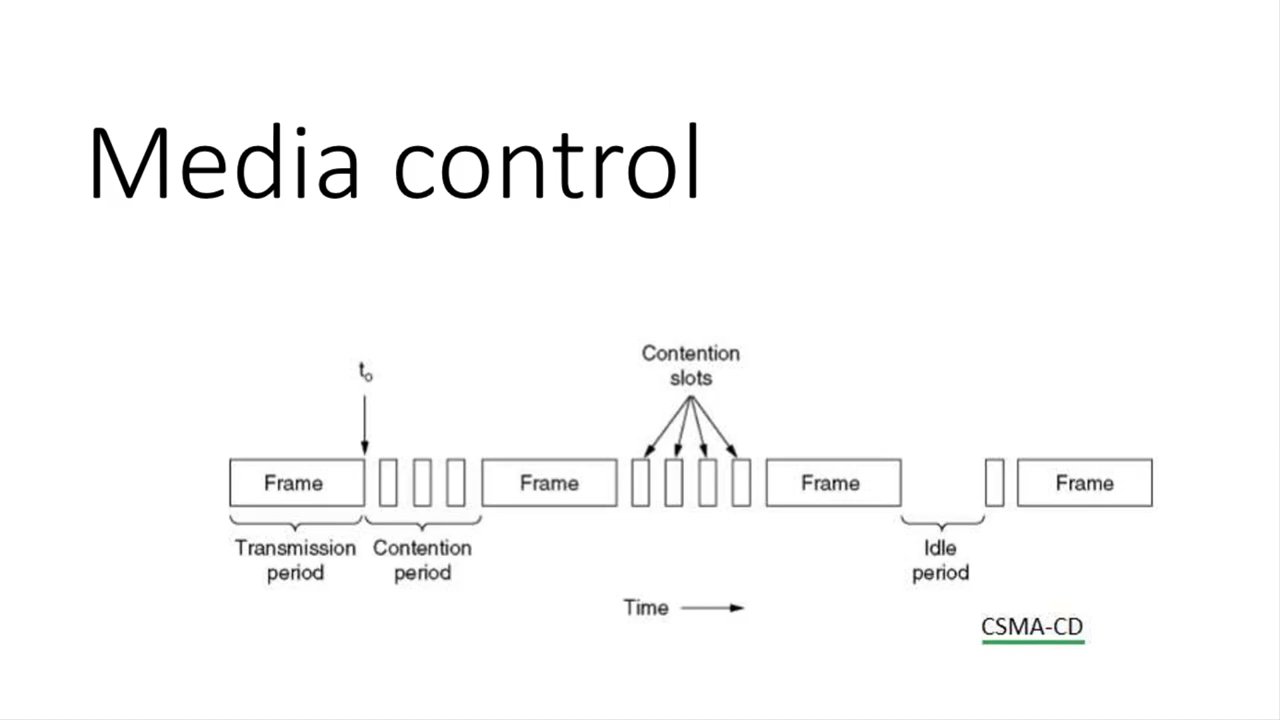 Media control
t₀
Contention
slots
Frame
Frame
Frame
Frame
Transmission
period
Contention
period
Idle
period
Time
CSMA-CD